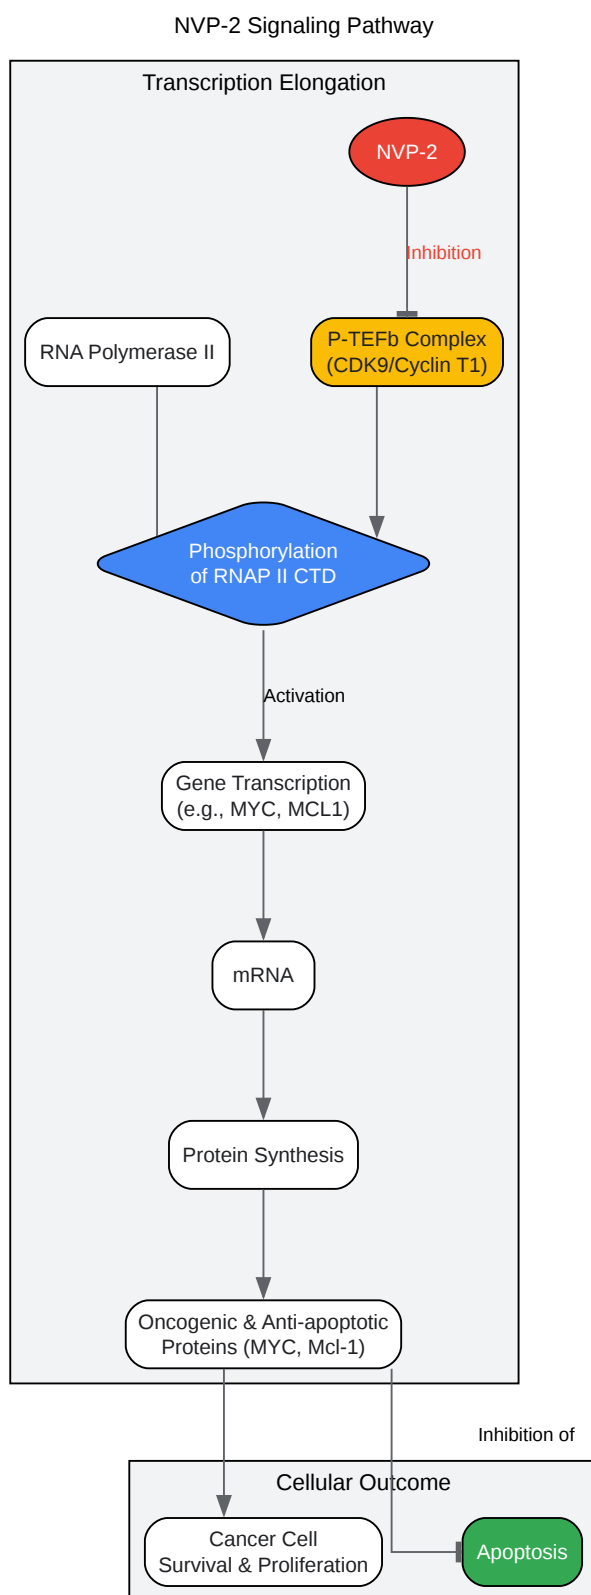 NVP-2 Signaling Pathway
Transcription Elongation
NVP-2
Inhibition
RNA Polymerase II
P-TEFb Complex
(CDK9/Cyclin T1)
Phosphorylation
of RNAP II CTD
Activation
Gene Transcription
(e.g., MYC, MCL1)
mRNA
Protein Synthesis
Oncogenic & Anti-apoptotic
Proteins (MYC, Mcl-1)
Inhibition of
Cellular Outcome
Cancer Cell
Survival & Proliferation
Apoptosis